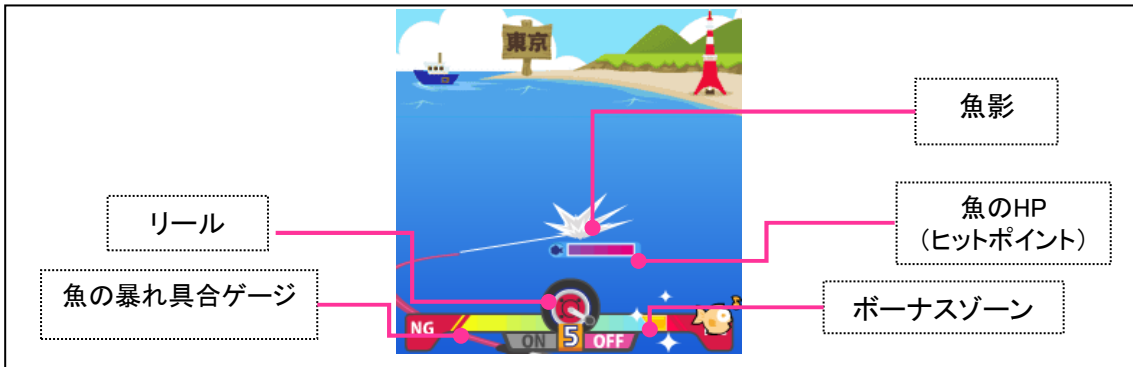 東京
魚影
リール
魚のHP
（ヒットポイント）
魚の暴れ具合ゲージ
ボーナスゾーン
NG
ON
5
OFF